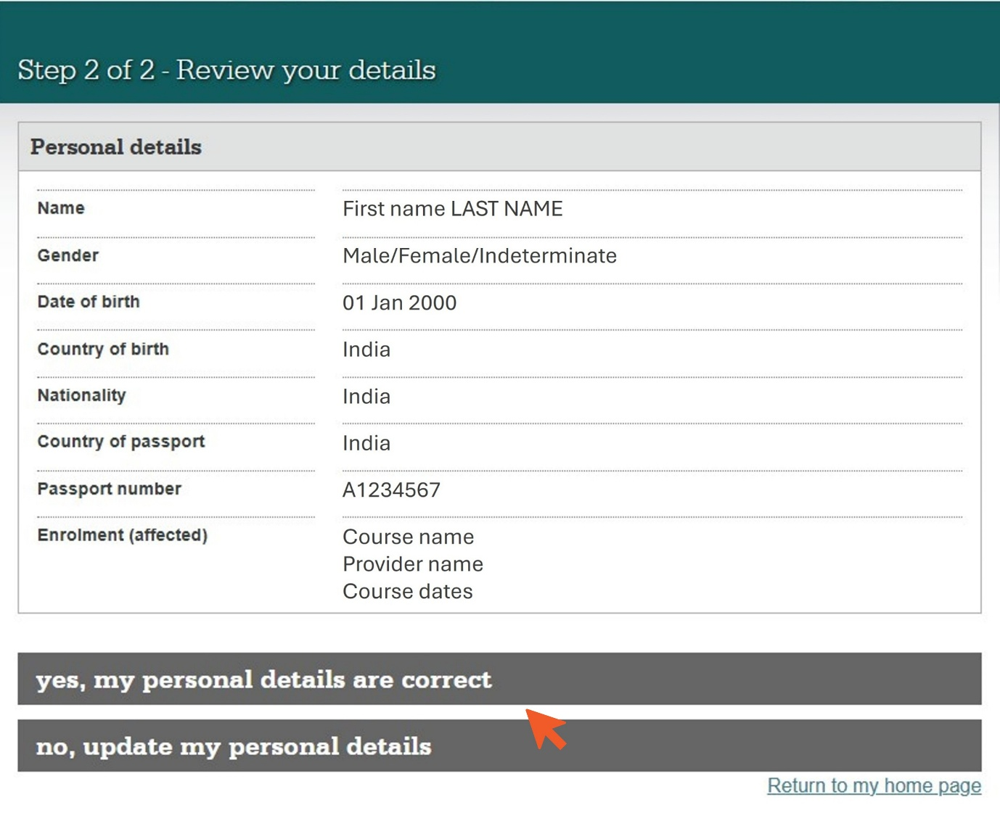 Step 2 of 2 - Review your details
Personal details
Name First name LAST NAME
Gender Male/Female/Indeterminate
Date of birth 01 Jan 2000
Country of birth India
Nationality India
Country of passport India
Passport number A1234567
Enrolment (affected) Course name
Provider name
Course dates
yes, my personal details are correct
no, update my personal details
Return to my home page